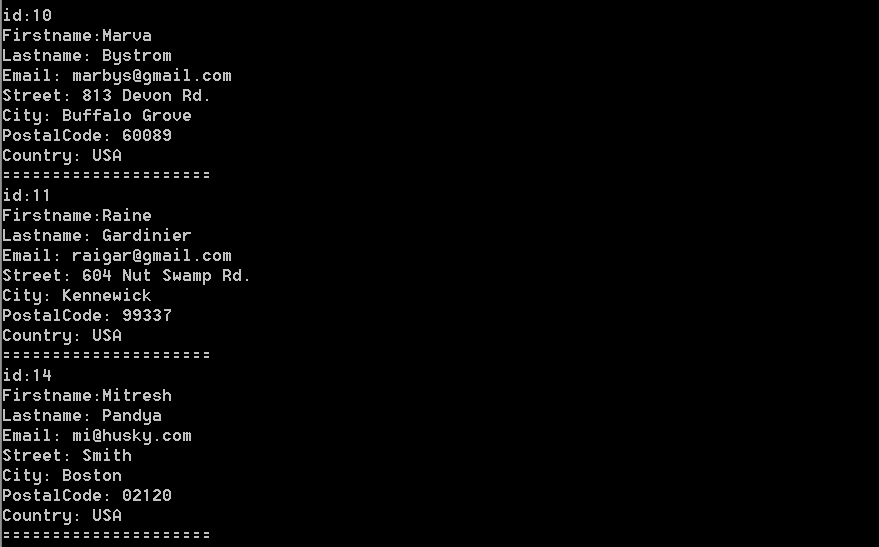 id:10
Firstname:Marva
Lastname: Bystrom
Email: marbys@gmail.com
Street: 813 Devon Rd.
City: Buffalo Grove
PostalCode: 60089
Country: USA
=====================
id:11
Firstname:Raine
Lastname: Gardinier
Email: raigar@gmail.com
Street: 604 Nut Swamp Rd.
City: Kennewick
PostalCode: 99337
Country: USA
=====================
id:14
Firstname:Mitresh
Lastname: Pandya
Email: mi@husky.com
Street: Smith
City: Boston
PostalCode: 02120
Country: USA
=====================